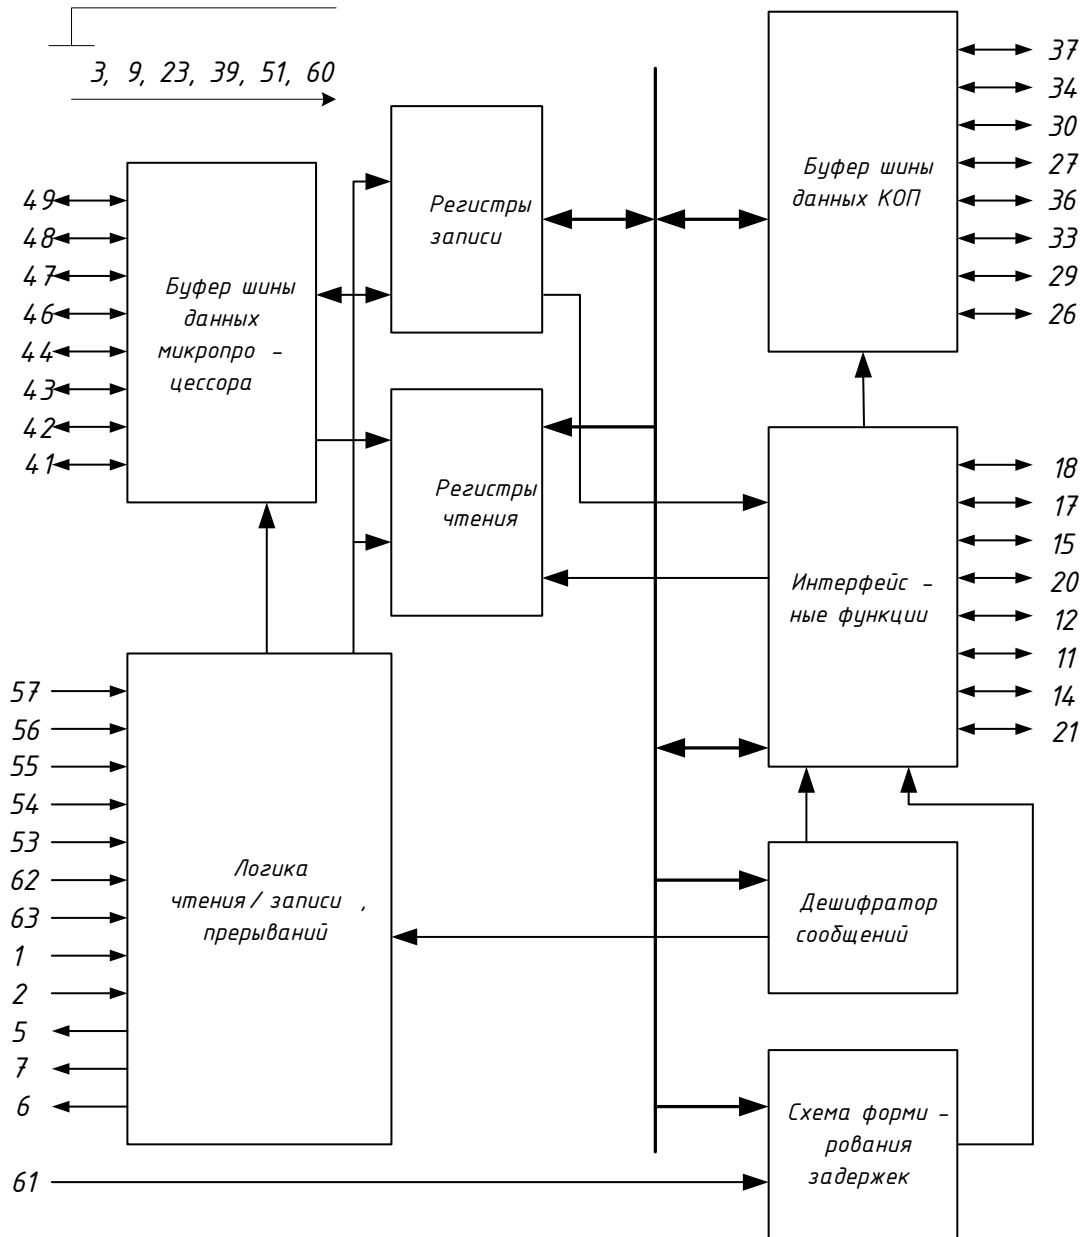 3, 9, 23, 39, 51, 60
49
48
47
46
44
43
42
41
Буфер шины
данных
микропро -
цессора
Регистры
записи
Регистры
чтения
Буфер шины
данных КОП
37
34
30
27
36
33
29
26
Интерфейс -
ные функции
18
17
15
20
12
11
14
21
57
56
55
54
53
62
63
1
2
5
7
6
61
Логика
чтения / записи ,
прерываний
Дешифратор
сообщений
Схема форми -
рования
задержек